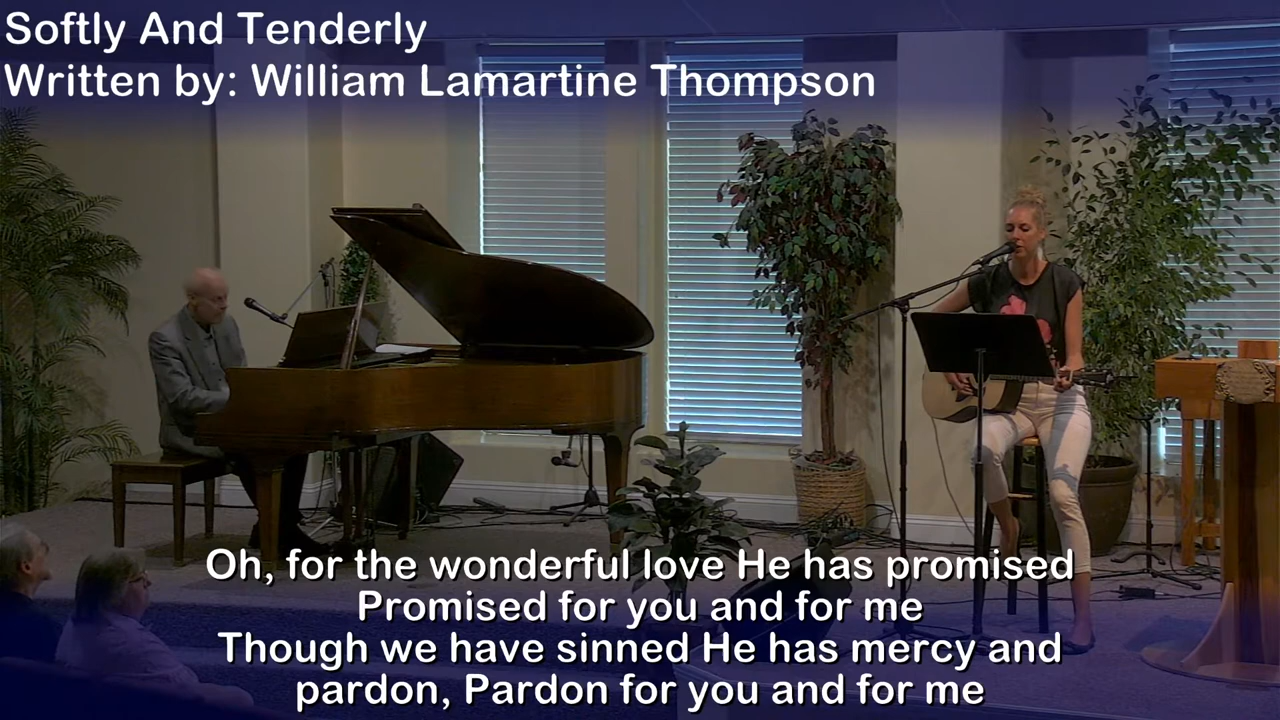 Softly And Tenderly
Written by: William Lamartine Thompson
Oh, for the wonderful love He has promised
Promised for you and for me
Though we have sinned He has mercy and
pardon, Pardon for you and for me